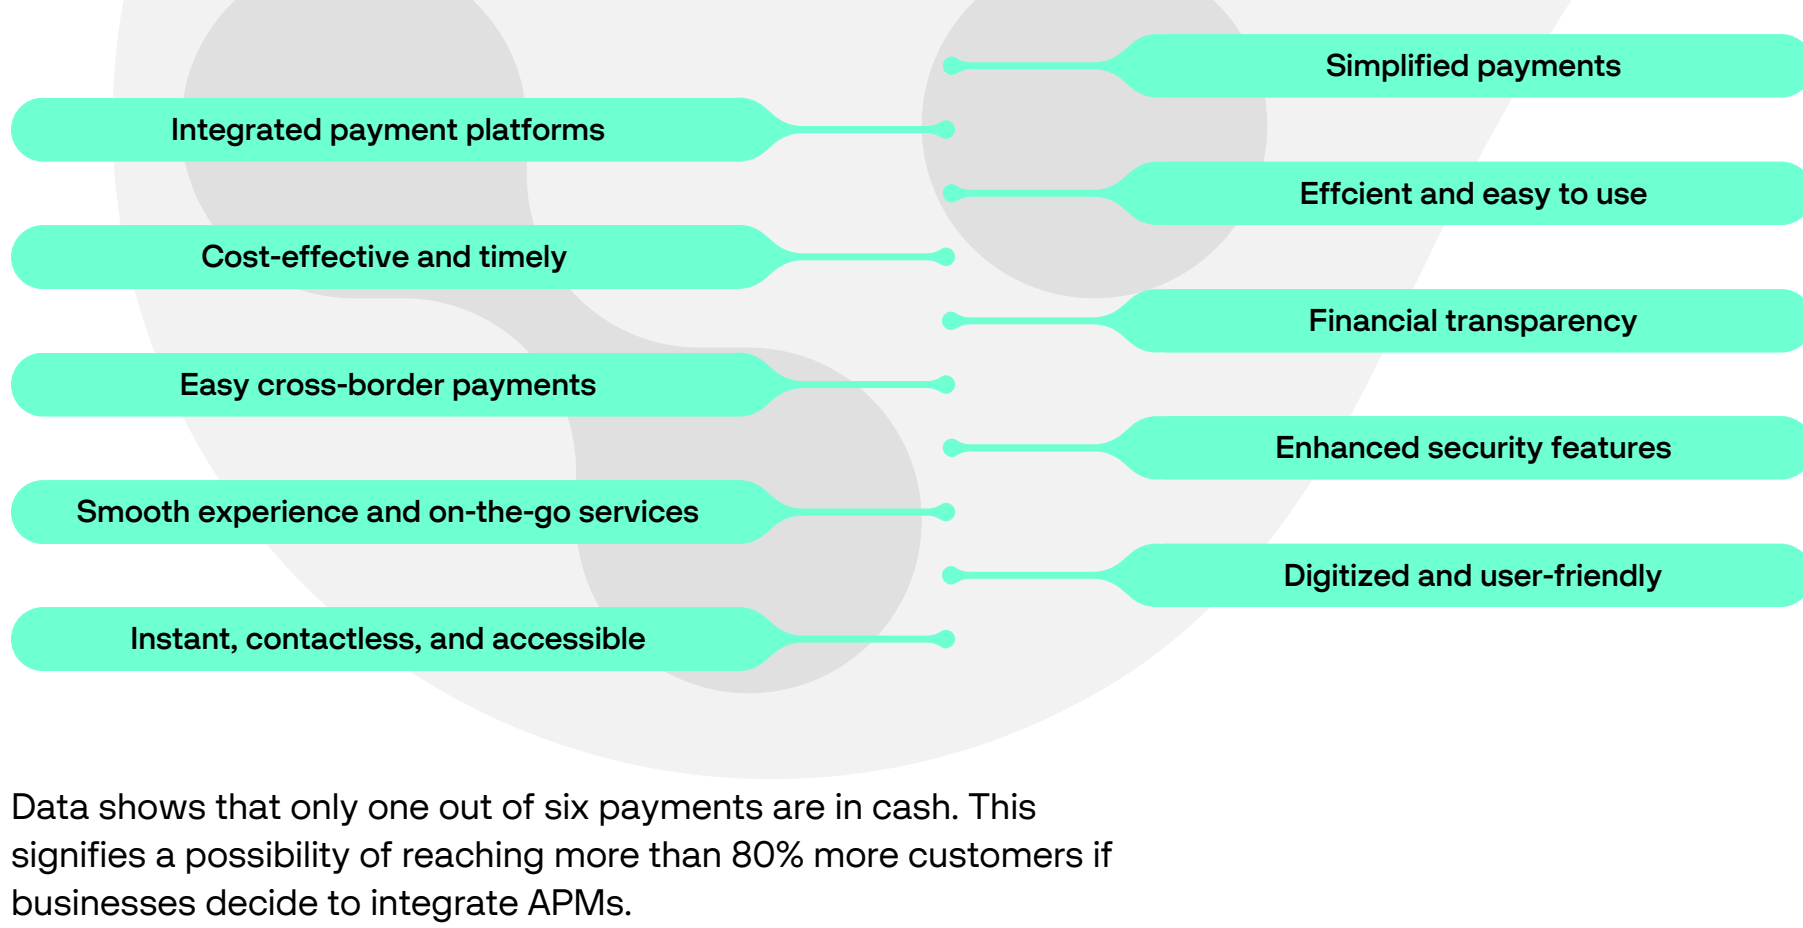 Simplified payments
Integrated payment platforms
Effcient and easy to use
Cost-effective and timely
Financial transparency
Easy cross-border payments
Enhanced security features
Smooth experience and on-the-go services
Digitized and user-friendly
Instant, contactless, and accessible
Data shows that only one out of six payments are in cash. This
signifies a possibility of reaching more than 80% more customers if
businesses decide to integrate APMs.